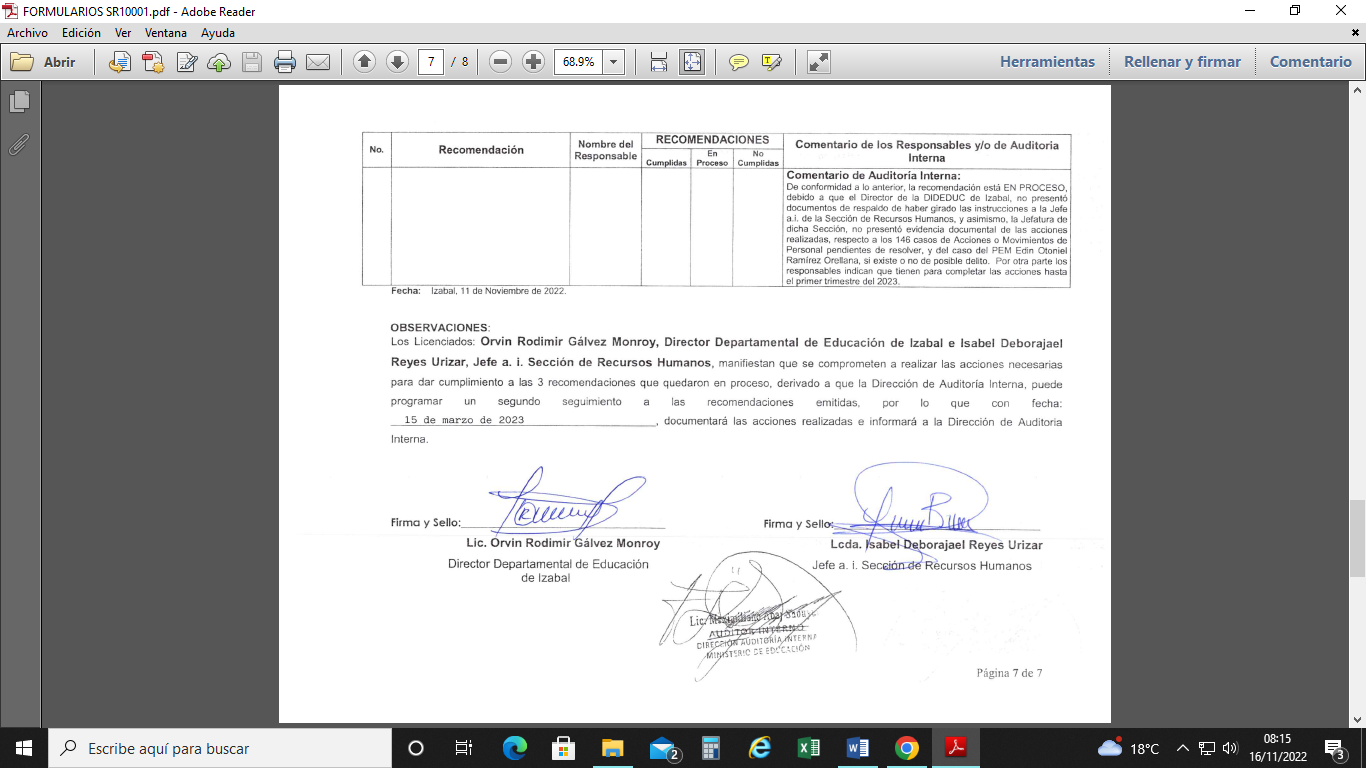 FORMULARIOS SR10001.pdf - Adobe Reader
Archivo Edición Ver Ventana Ayuda
Abrir 7 / 8 68.9% Herramientas Rellenar y firmar Comentario
No. Recomendación Nombre del Responsable RECOMENDACIONES Cumplidas En Proceso No Cumplidas Comentario de los Responsables y/o de Auditoria Interna
Comentario de Auditoría Interna:
De conformidad a lo anterior, la recomendación está EN PROCESO,
debido a que el Director de la DIDEDUC de Izabal, no presentó
documentos de respaldo de haber girado las instrucciones a la Jefe
a.i. de la Sección de Recursos Humanos, y asimismo, la Jefatura de
dicha Sección, no presentó evidencia documental de las acciones
realizadas, respecto a los 146 casos de Acciones o Movimientos de
Personal pendientes de resolver, y del caso del PEM Edin Otoniel
Ramírez Orellana, si existe o no de posible delito. Por otra parte los
responsables indican que tienen para completar las acciones hasta
el primer trimestre del 2023.
Fecha: Izabal, 11 de Noviembre de 2022.
OBSERVACIONES:
Los Licenciados: Orvin Rodimir Gálvez Monroy, Director Departamental de Educación de Izabal e Isabel Deborajael
Reyes Urizar, Jefe a. i. Sección de Recursos Humanos, manifiestan que se comprometen a realizar las acciones necesarias
para dar cumplimiento a las 3 recomendaciones que quedaron en proceso, derivado a que la Dirección de Auditoría Interna, puede
programar un segundo seguimiento a las recomendaciones emitidas, por lo que con fecha:
15 de marzo de 2023, documentará las acciones realizadas e informará a la Dirección de Auditoria
Interna.
Firma y Sello: Firma y Sello:
Lic. Orvin Rodimir Gálvez Monroy Lcda. Isabel Deborajael Reyes Urizar
Director Departamental de Educación Jefe a. i. Sección de Recursos Humanos
de Izabal
Lic. Maximiliano
AUDITOR INTERNO
DIRECCIÓN AUDITORÍA INTERNA
MINISTERIO DE EDUCACIÓN
Página 7 de 7
Escribe aquí para buscar 2 18°C 08:15
16/11/2022 3